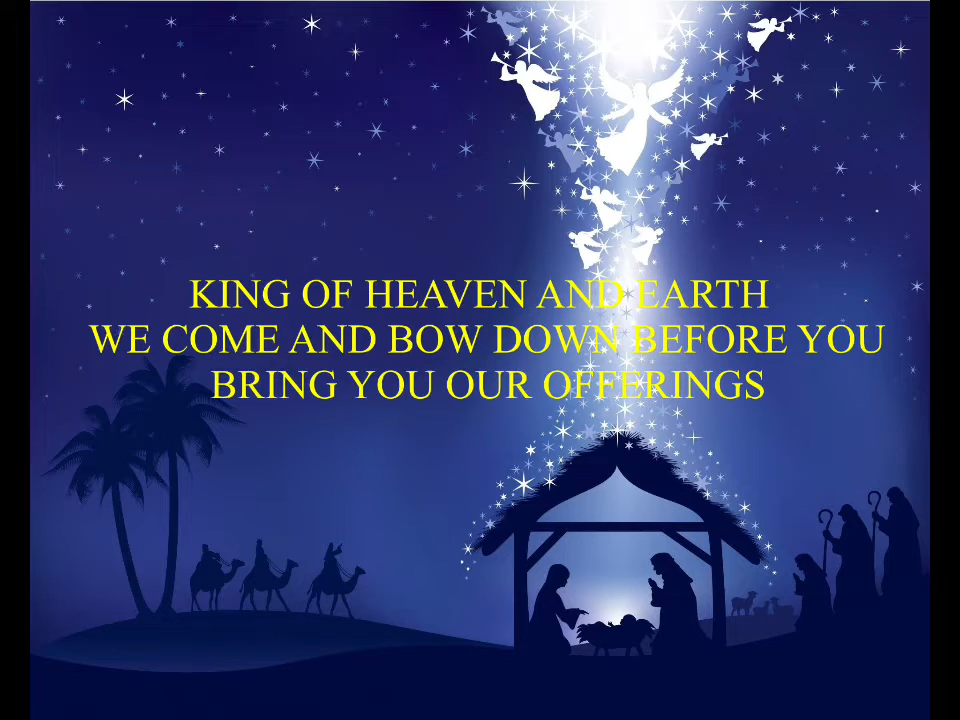 KING OF HEAVEN AND EARTH
WE COME AND BOW DOWN BEFORE YOU
BRING YOU OUR OFFERINGS